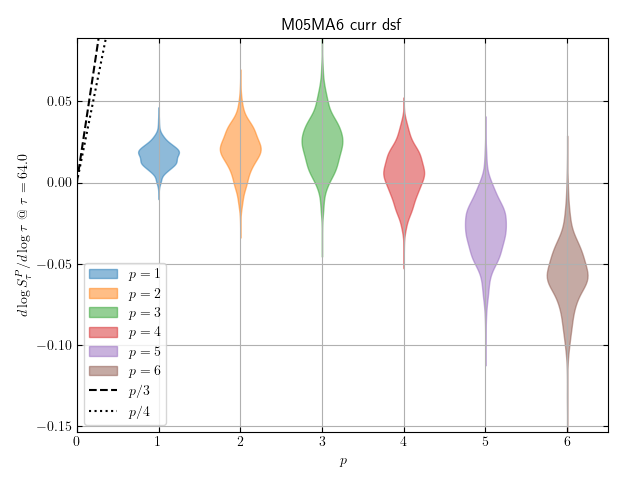 M05MA6 curr dsf
d log S_τ^P / d log τ @ τ = 64.0
0.05
0.00
−0.05
−0.10
−0.15
p = 1
p = 2
p = 3
p = 4
p = 5
p = 6
p/3
p/4
0 1 2 3 4 5 6
p